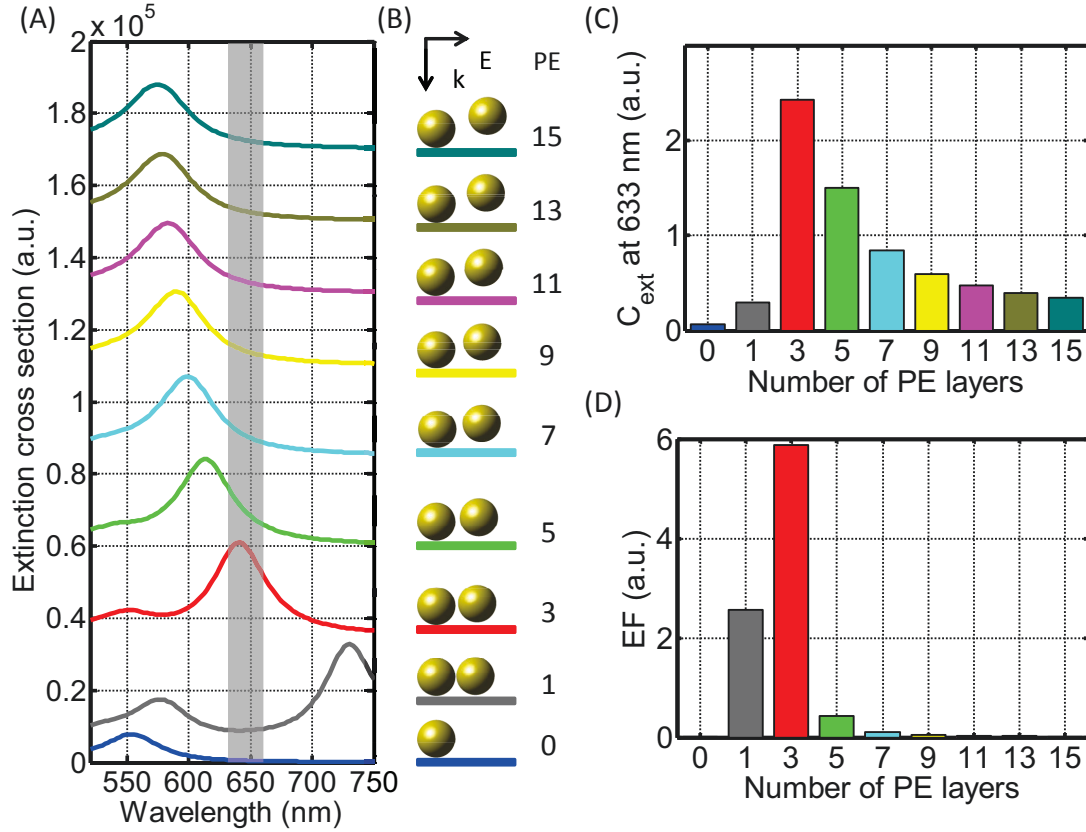 (A)
2 x 10^5
1.8
1.6
1.4
1.2
1
0.8
0.6
0.4
0.2
0
Extinction cross section (a.u.)
550 600 650 700 750
Wavelength (nm)
(B)
E
k
PE
15
13
11
9
7
5
3
1
0
(C)
2
1
0
C_ext at 633 nm (a.u.)
0 1 3 5 7 9 11 13 15
Number of PE layers
(D)
6
4
2
0
EF (a.u.)
0 1 3 5 7 9 11 13 15
Number of PE layers